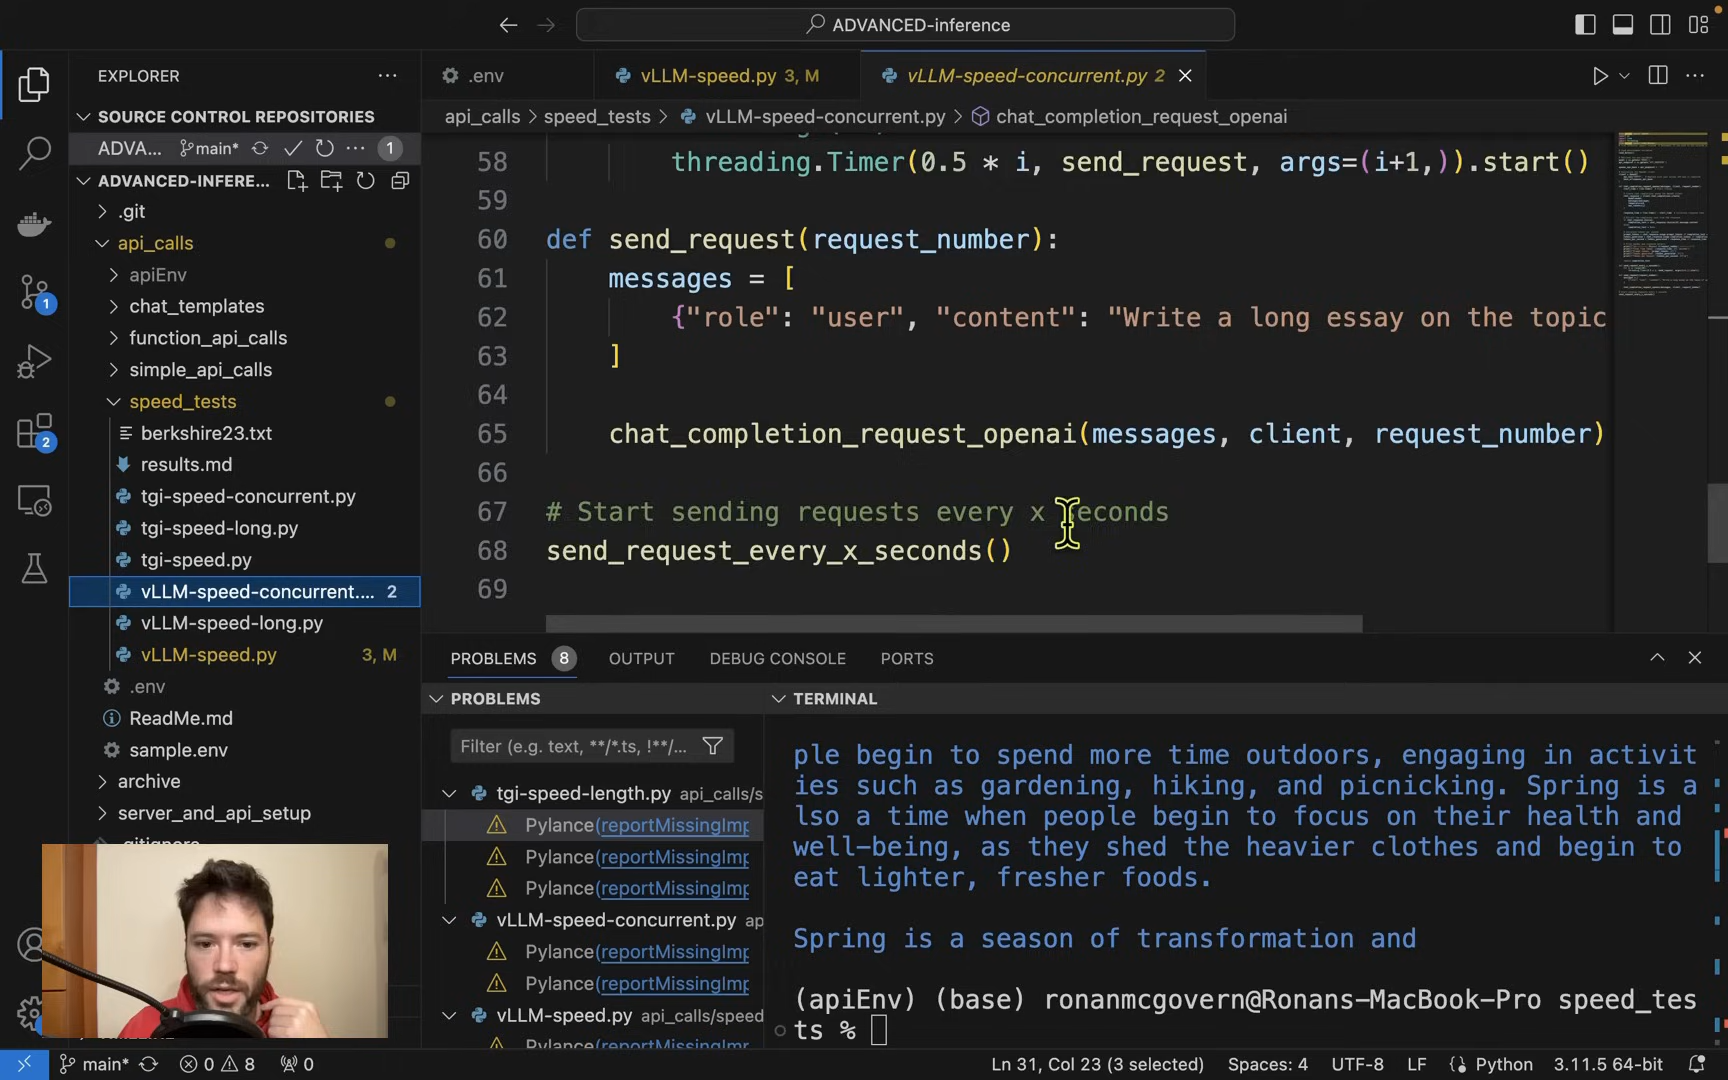 ADVANCED-inference
EXPLORER
SOURCE CONTROL REPOSITORIES
ADVA... main* 1
ADVANCED-INFERE...
.git
api_calls
apiEnv
chat_templates
function_api_calls
simple_api_calls
speed_tests
berkshire23.txt
results.md
tgi-speed-concurrent.py
tgi-speed-long.py
tgi-speed.py
vLLM-speed-concurrent.... 2
vLLM-speed-long.py
vLLM-speed.py 3, M
.env
ReadMe.md
sample.env
archive
server_and_api_setup
1
2
.env
vLLM-speed.py 3, M
vLLM-speed-concurrent.py 2
api_calls > speed_tests > vLLM-speed-concurrent.py > chat_completion_request_openai
58 threading.Timer(0.5 * i, send_request, args=(i+1,)).start()
59
60 def send_request(request_number):
61 messages = [
62 {"role": "user", "content": "Write a long essay on the topic
63 ]
64
65 chat_completion_request_openai(messages, client, request_number)
66
67 # Start sending requests every x seconds
68 send_request_every_x_seconds()
69
PROBLEMS 8 OUTPUT DEBUG CONSOLE PORTS
PROBLEMS
Filter (e.g. text, **/*.ts, !**/...
tgi-speed-length.py api_calls/s
Pylance(reportMissingImp
Pylance(reportMissingImp
Pylance(reportMissingImp
vLLM-speed-concurrent.py ap
Pylance(reportMissingImp
Pylance(reportMissingImp
vLLM-speed.py api_calls/speed
TERMINAL
ple begin to spend more time outdoors, engaging in activit
ies such as gardening, hiking, and picnicking. Spring is a
lso a time when people begin to focus on their health and
well-being, as they shed the heavier clothes and begin to
eat lighter, fresher foods.
Spring is a season of transformation and
(apiEnv) (base) ronanmcgovern@Ronans-MacBook-Pro speed_tes
ts %
main* 0 8 0 Ln 31, Col 23 (3 selected) Spaces: 4 UTF-8 LF Python 3.11.5 64-bit